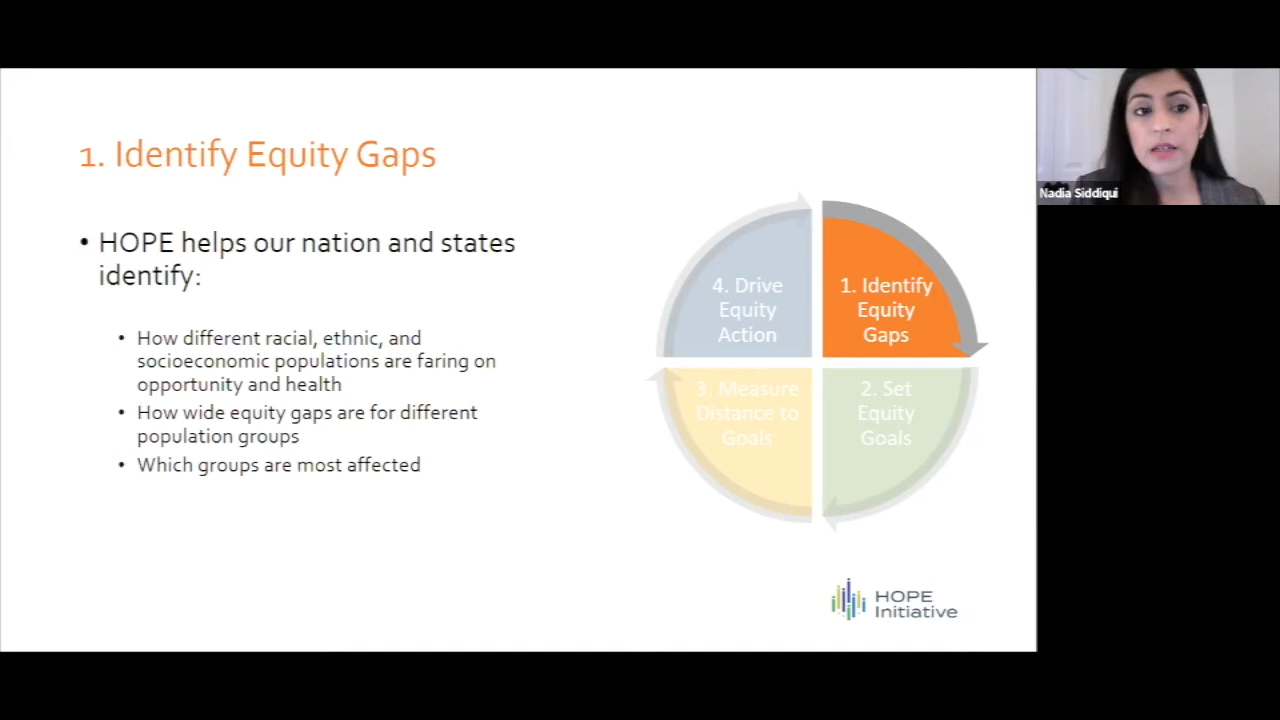 1. Identify Equity Gaps
• HOPE helps our nation and states
identify:
• How different racial, ethnic, and
socioeconomic populations are faring on
opportunity and health
• How wide equity gaps are for different
population groups
• Which groups are most affected
4. Drive
Equity
Action
1. Identify
Equity
Gaps
3. Measure
Distance to
Goals
2. Set
Equity
Goals
HOPE
Initiative
Nadia Siddiqui